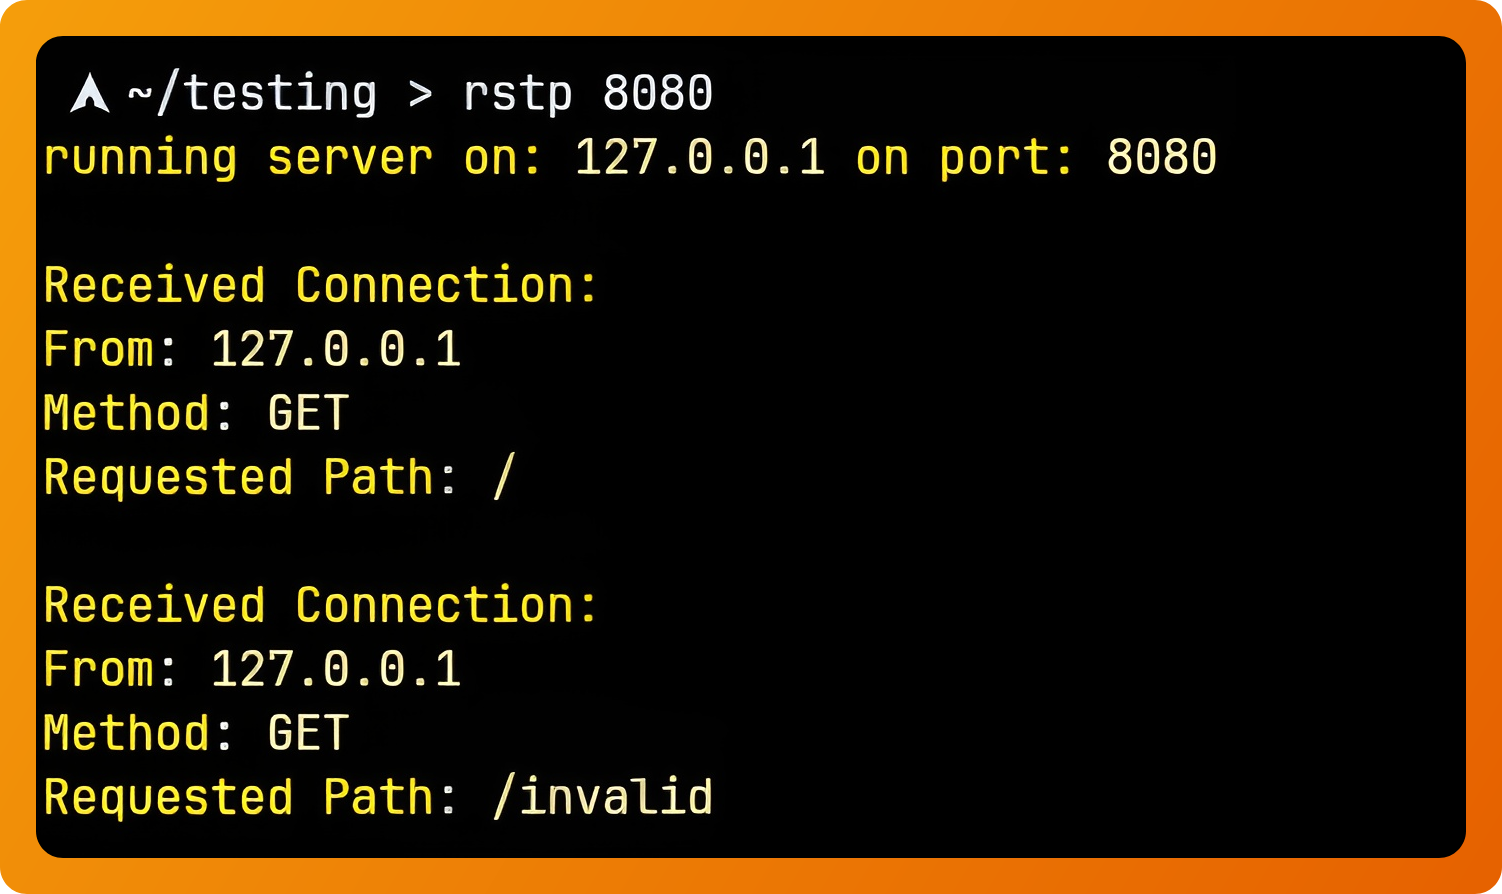 ~/testing > rstp 8080
running server on: 127.0.0.1 on port: 8080
Received Connection:
From: 127.0.0.1
Method: GET
Requested Path: /
Received Connection:
From: 127.0.0.1
Method: GET
Requested Path: /invalid